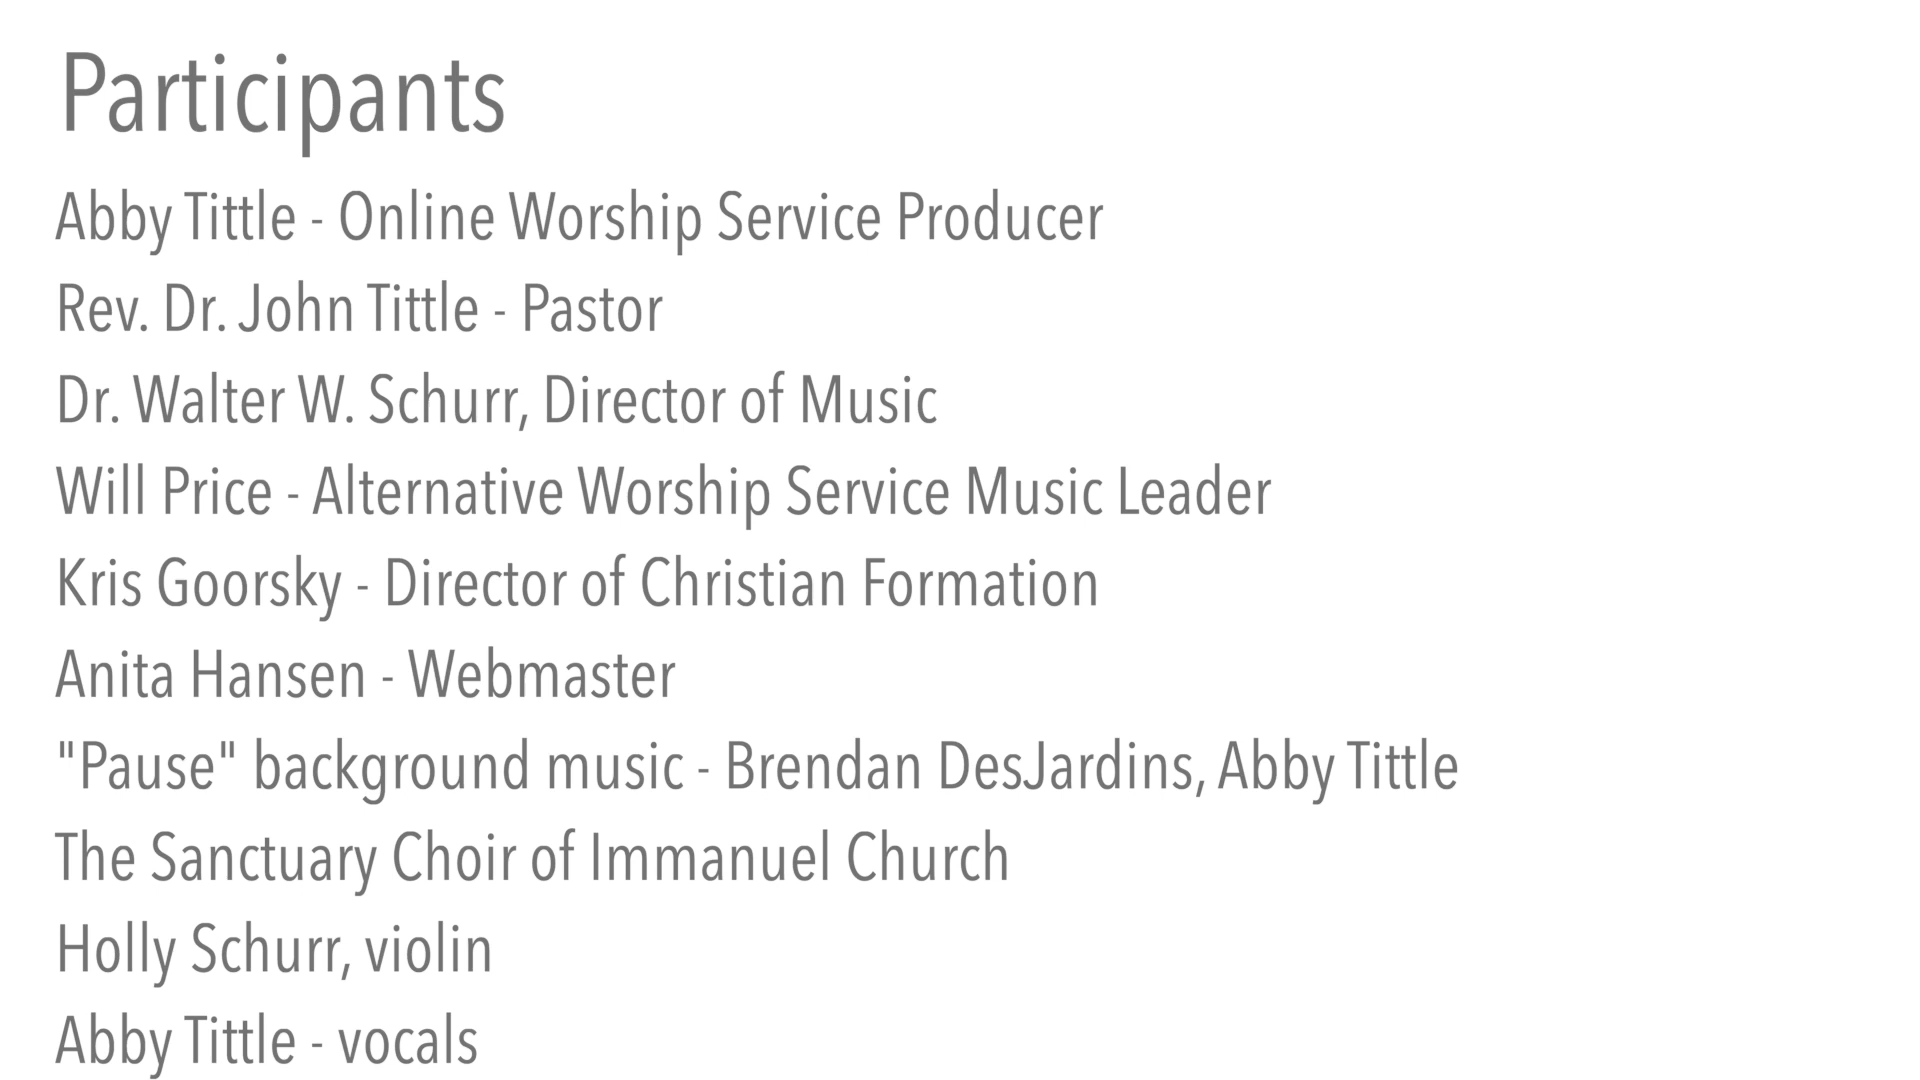 Participants
Abby Tittle - Online Worship Service Producer
Rev. Dr. John Tittle - Pastor
Dr. Walter W. Schurr, Director of Music
Will Price - Alternative Worship Service Music Leader
Kris Goorsky - Director of Christian Formation
Anita Hansen - Webmaster
"Pause" background music - Brendan DesJardins, Abby Tittle
The Sanctuary Choir of Immanuel Church
Holly Schurr, violin
Abby Tittle - vocals